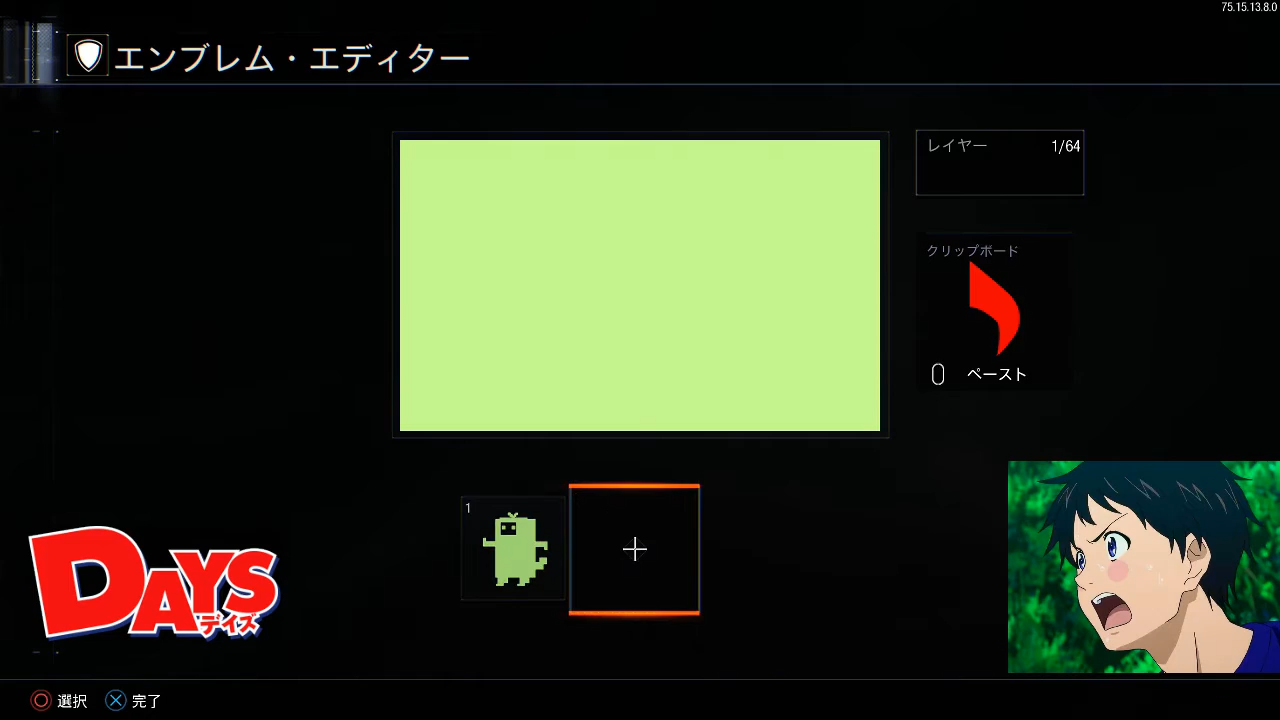 75.15.13.8.0
エンブレム・エディター
レイヤー 1/64
クリップボード
ペースト
1
DAYS
デイズ
選択 完了